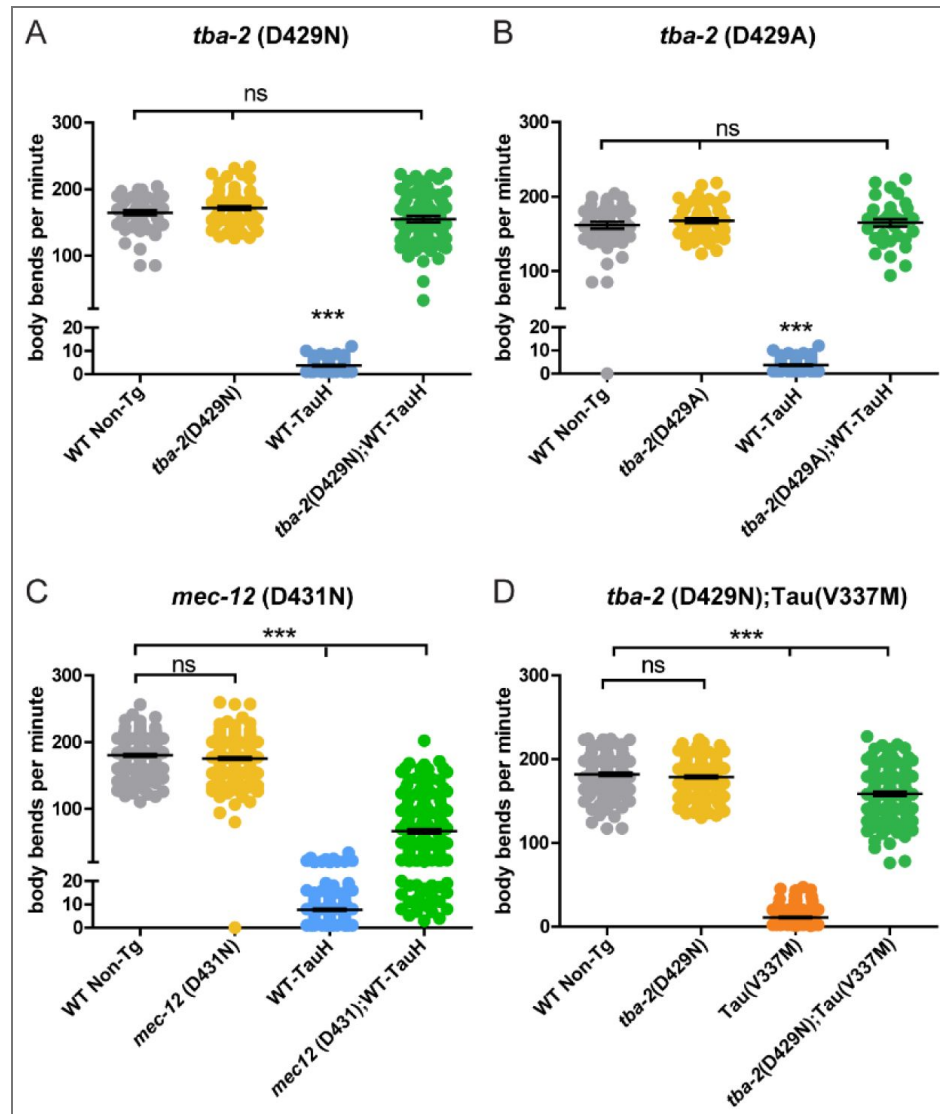 A
tba-2 (D429N)
ns
body bends per minute
300
200
100
20
10
0
***
WT Non-Tg
tba-2(D429N)
WT-TauH
tba-2(D429N);WT-TauH
B
tba-2 (D429A)
ns
body bends per minute
300
200
100
20
10
0
***
WT Non-Tg
tba-2(D429A)
WT-TauH
tba-2(D429A);WT-TauH
C
mec-12 (D431N)
***
ns
body bends per minute
300
200
100
20
10
0
WT Non-Tg
mec-12 (D431N)
WT-TauH
mec12 (D431);WT-TauH
D
tba-2 (D429N);Tau(V337M)
***
ns
body bends per minute
300
200
100
0
WT Non-Tg
tba-2(D429N)
Tau(V337M)
tba-2(D429N);Tau(V337M)